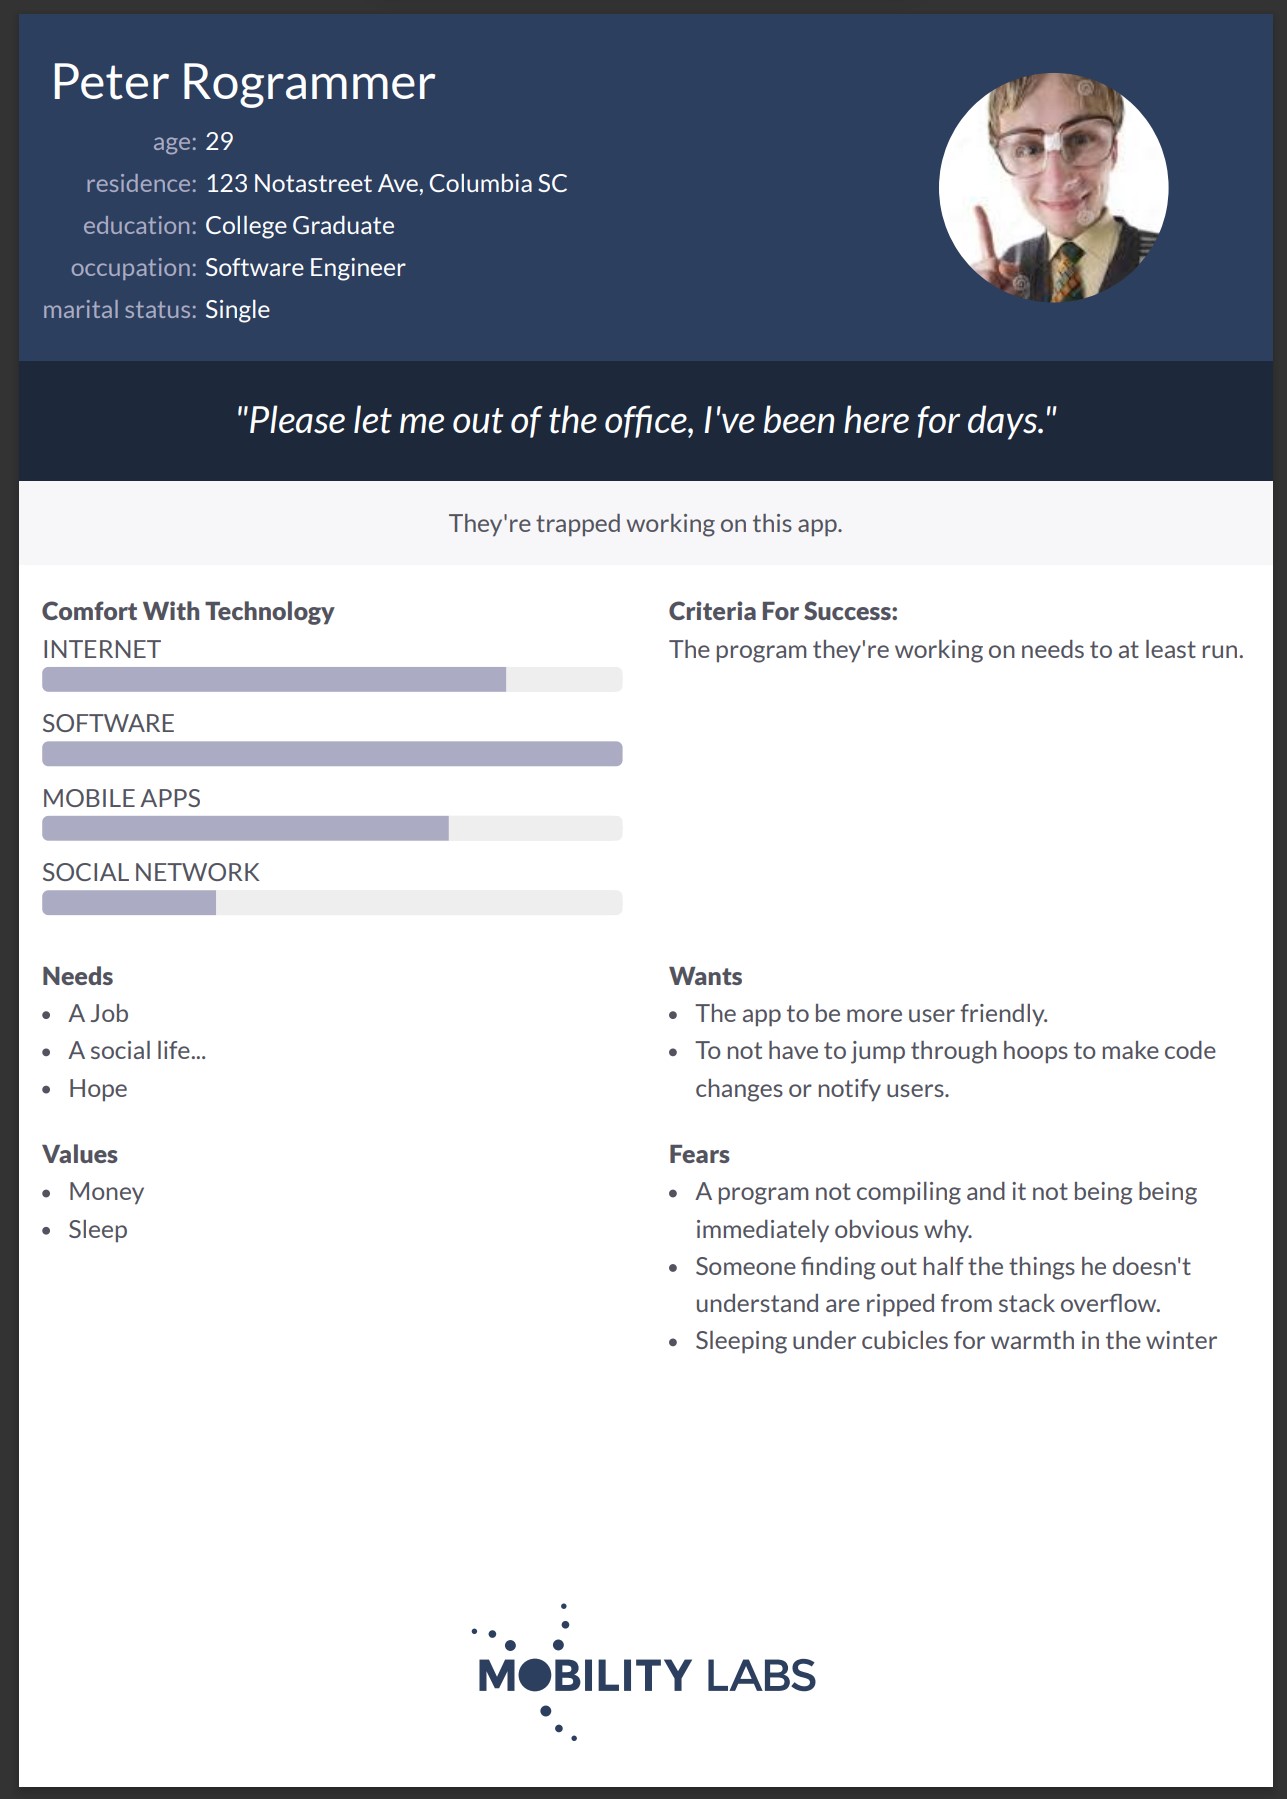 Peter Rogrammer
age: 29
residence: 123 Notastreet Ave, Columbia SC
education: College Graduate
occupation: Software Engineer
marital status: Single
"Please let me out of the office, I've been here for days."
They're trapped working on this app.
Comfort With Technology
INTERNET
SOFTWARE
MOBILE APPS
SOCIAL NETWORK
Criteria For Success:
The program they're working on needs to at least run.
Needs
• A Job
• A social life...
• Hope
Wants
• The app to be more user friendly.
• To not have to jump through hoops to make code
changes or notify users.
Values
• Money
• Sleep
Fears
• A program not compiling and it not being being
immediately obvious why.
• Someone finding out half the things he doesn't
understand are ripped from stack overflow.
• Sleeping under cubicles for warmth in the winter
MOBILITY LABS